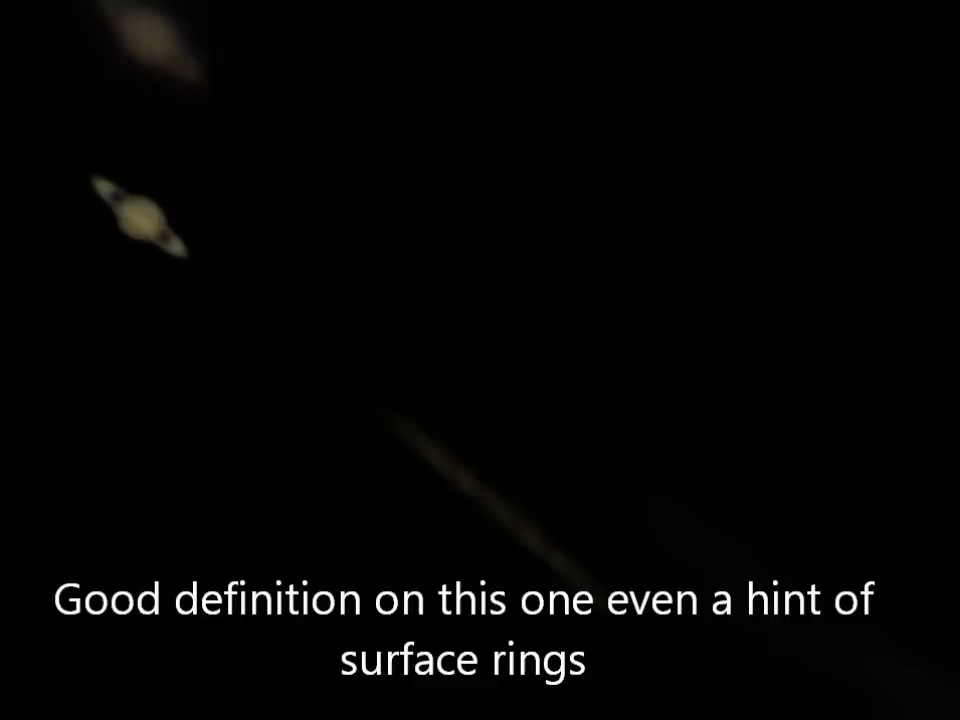 Good definition on this one even a hint of
surface rings